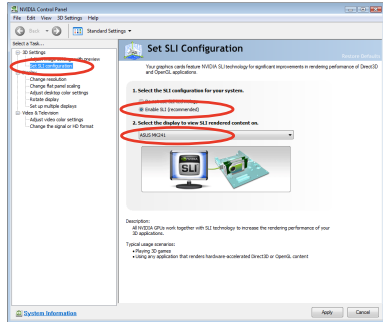 NVIDIA Control Panel
File Edit View 3D Settings Help
Back
Standard Settings
Select a Task...
3D Settings
with preview
Set SLI configuration
Change resolution
Change flat panel scaling
Adjust desktop color settings
Rotate display
Set up multiple displays
Video & Television
Adjust video color settings
Change the signal or HD format
System Information
Set SLI Configuration
Restore Defaults
Your graphics cards feature NVIDIA SLI technology for significant improvements in rendering performance of Direct3D
and OpenGL applications.
1. Select the SLI configuration for your system.
Enable SLI (recommended)
2. Select the display to view SLI rendered content on.
ASUS MK241
SLI
Description:
All NVIDIA GPUs work together with SLI technology to increase the rendering performance of your
3D applications.
Typical usage scenarios:
• Playing 3D games
• Using any application that renders hardware-accelerated Direct3D or OpenGL content
Apply Cancel